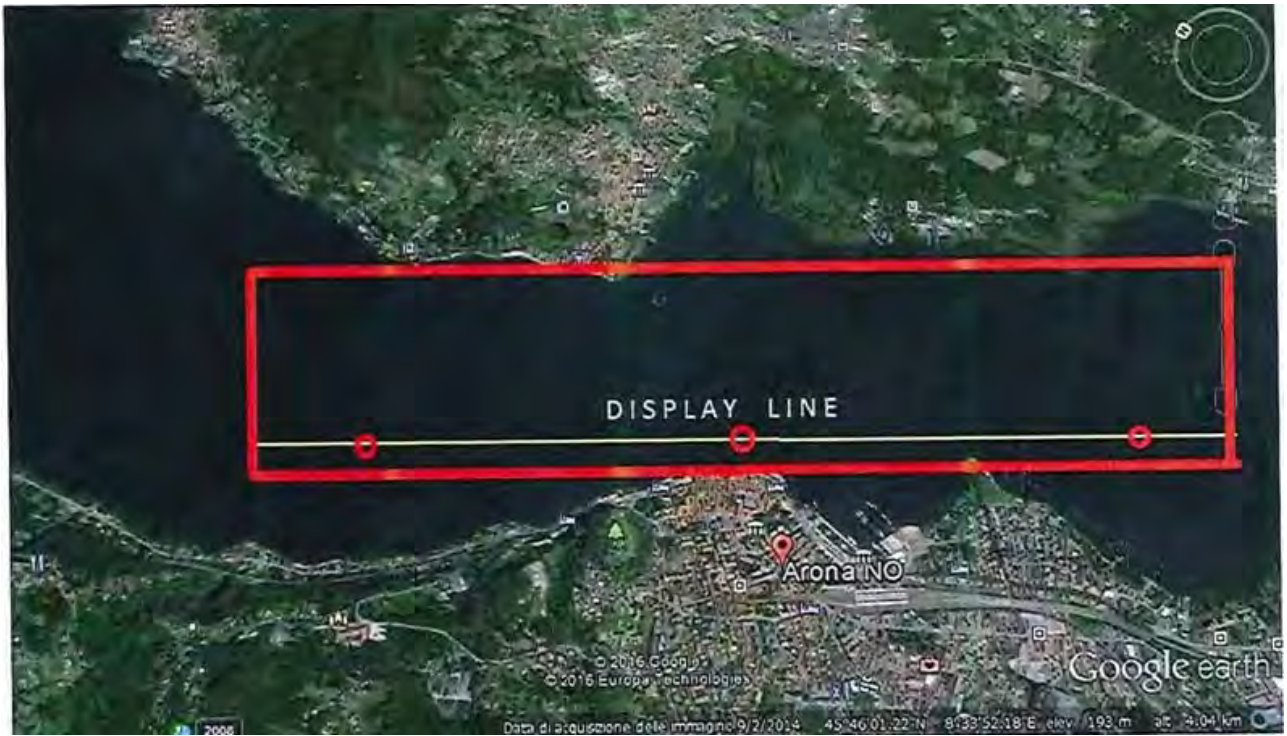 DISPLAY LINE
Arona NO
© 2016 Google
© 2016 Europa Technologies
Google earth
2008
Data di acquisizione delle immagini: 9/2/2014 45°46'01.22"N 8°33'52.18"E elev 193 m alt 4.04 km